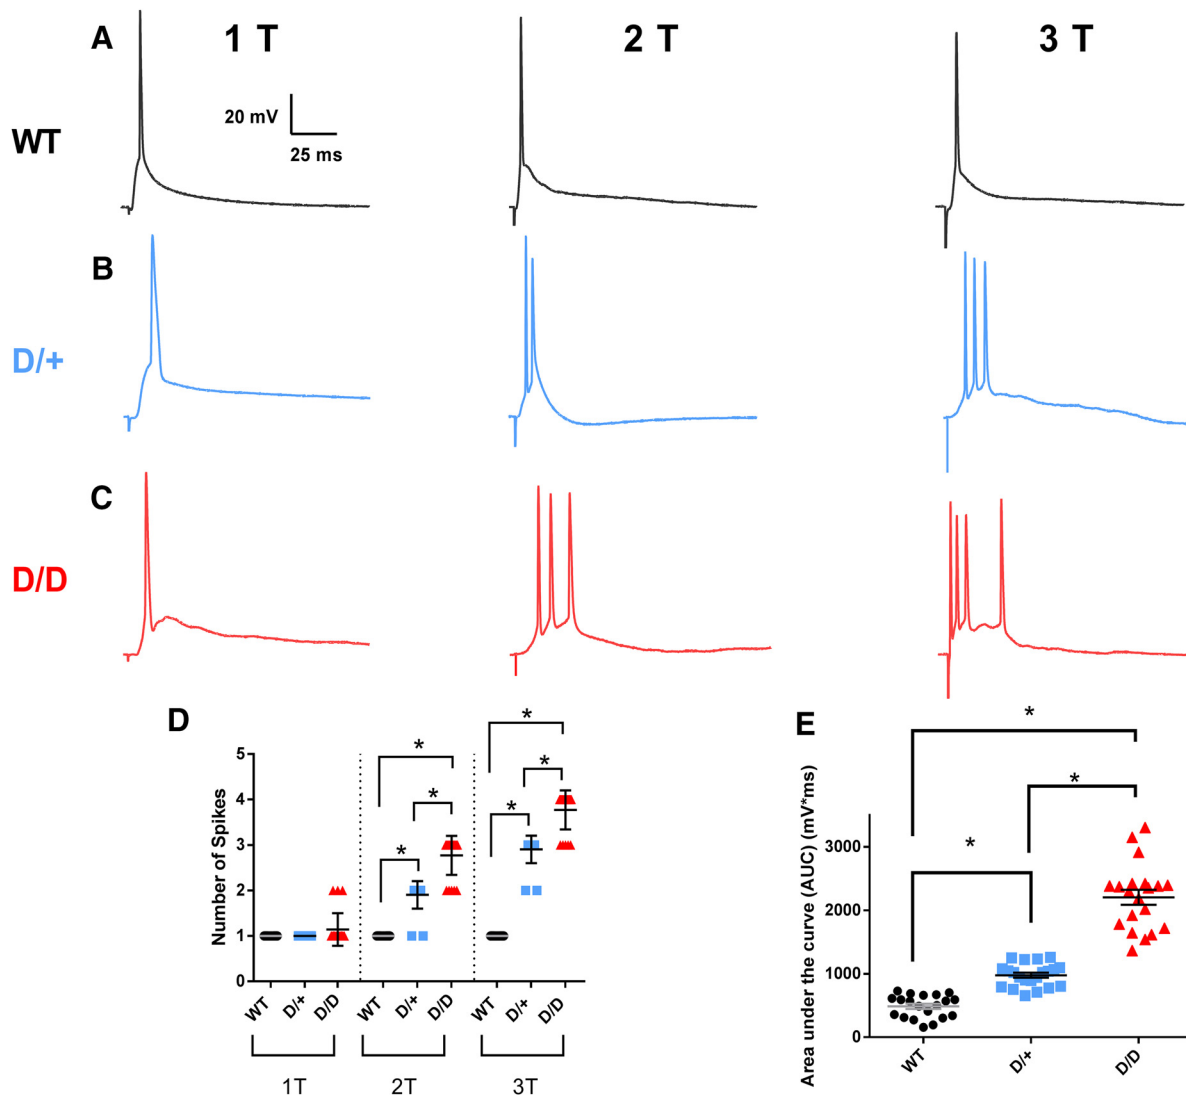 A
1 T
2 T
3 T
WT
20 mV
25 ms
B
D/+
C
D/D
D
Number of Spikes
5
4
3
2
1
0
*
*
*
*
*
*
WT
D/+
D/D
WT
D/+
D/D
WT
D/+
D/D
1T
2T
3T
E
Area under the curve (AUC) (mV*ms)
3000
2000
1000
0
*
*
*
WT
D/+
D/D